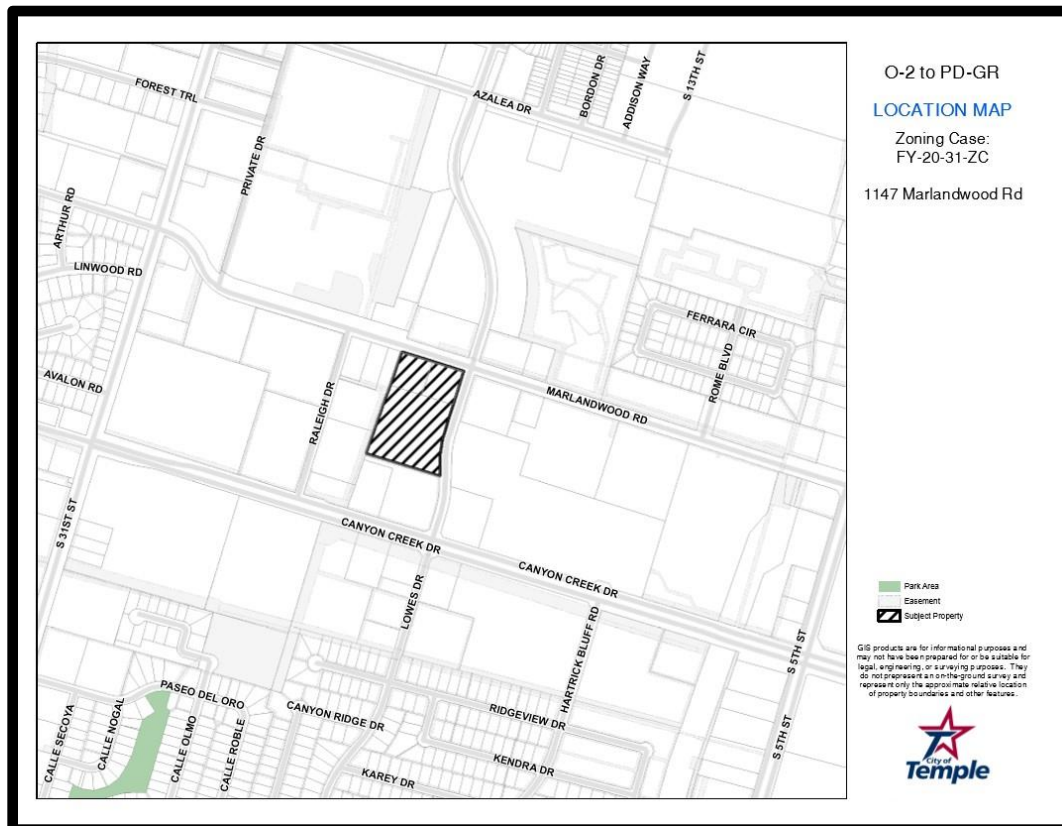 O-2 to PD-GR
LOCATION MAP
Zoning Case:
FY-20-31-ZC
1147 Marlandwood Rd
FOREST TRL
PRIVATE DR
AZALEA DR
BORDON DR
ADDISON WAY
S 13TH ST
ARTHUR RD
LINWOOD RD
AVALON RD
RALEIGH DR
MARLANDWOOD RD
FERRARA CIR
ROME BLVD
S 31ST ST
CANYON CREEK DR
CANYON CREEK DR
LOWES DR
HARTRICK BLUFF RD
S 5TH ST
S 5TH ST
PASEO DEL ORO
CALLE SECOYA
CALLE NOGAL
CALLE OLMO
CALLE ROBLE
CANYON RIDGE DR
RIDGEVIEW DR
KENDRA DR
KAREY DR
Park Area
Easement
Subject Property
GIS products are for informational purposes and
may not have been prepared for or be suitable for
legal, engineering, or surveying purposes. They
do not prepresent an on-the-ground survey and
represent only the approximate relative location
of property boundaries and other features.
City of
Temple